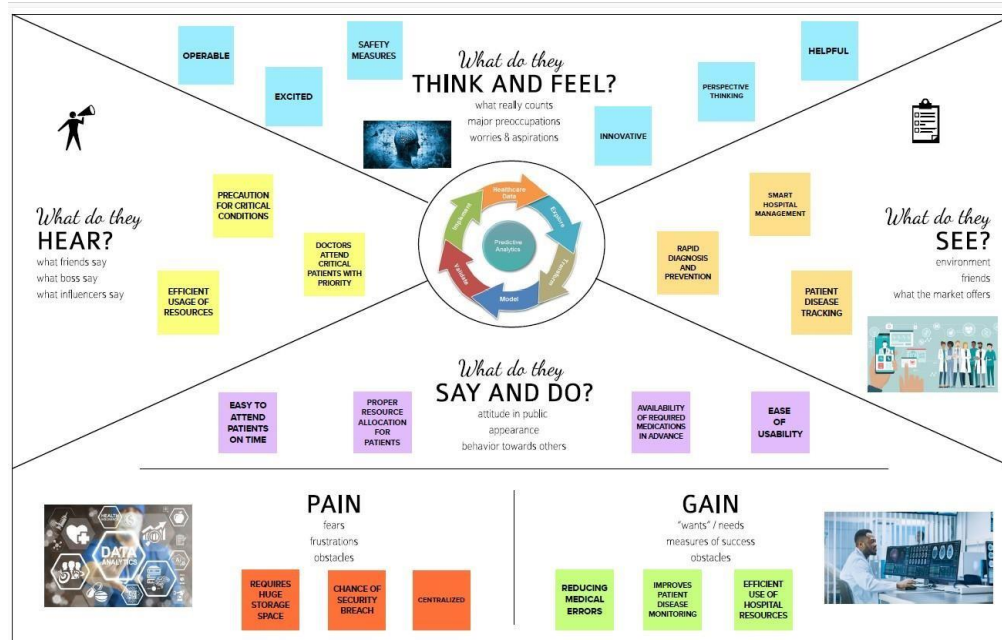 OPERABLE
SAFETY
MEASURES
EXCITED
What do they
THINK AND FEEL?
what really counts
major preoccupations
worries & aspirations
HELPFUL
PERSPECTIVE
THINKING
INNOVATIVE
What do they
HEAR?
what friends say
what boss say
what influencers say
PRECAUTION
FOR CRITICAL
CONDITIONS
DOCTORS
ATTEND
CRITICAL
PATIENTS WITH
PRIORITY
EFFICIENT
USAGE OF
RESOURCES
Healthcare
Data
Explore
Transform
Model
Validate
Implement
Predictive
Analytics
SMART
HOSPITAL
MANAGEMENT
RAPID
DIAGNOSIS
AND
PREVENTION
PATIENT
DISEASE
TRACKING
What do they
SEE?
environment
friends
what the market offers
What do they
SAY AND DO?
attitude in public
appearance
behavior towards others
EASY TO
ATTEND
PATIENTS
ON TIME
PROPER
RESOURCE
ALLOCATION
FOR
PATIENTS
AVAILABILITY
OF REQUIRED
MEDICATIONS
IN ADVANCE
EASE
OF
USABILITY
PAIN
fears
frustrations
obstacles
HEALTH
DATA
ANALYTICS
REQUIRES
HUGE
STORAGE
SPACE
CHANCE OF
SECURITY
BREACH
CENTRALIZED
GAIN
"wants" / needs
measures of success
obstacles
REDUCING
MEDICAL
ERRORS
IMPROVES
PATIENT
DISEASE
MONITORING
EFFICIENT
USE OF
HOSPITAL
RESOURCES